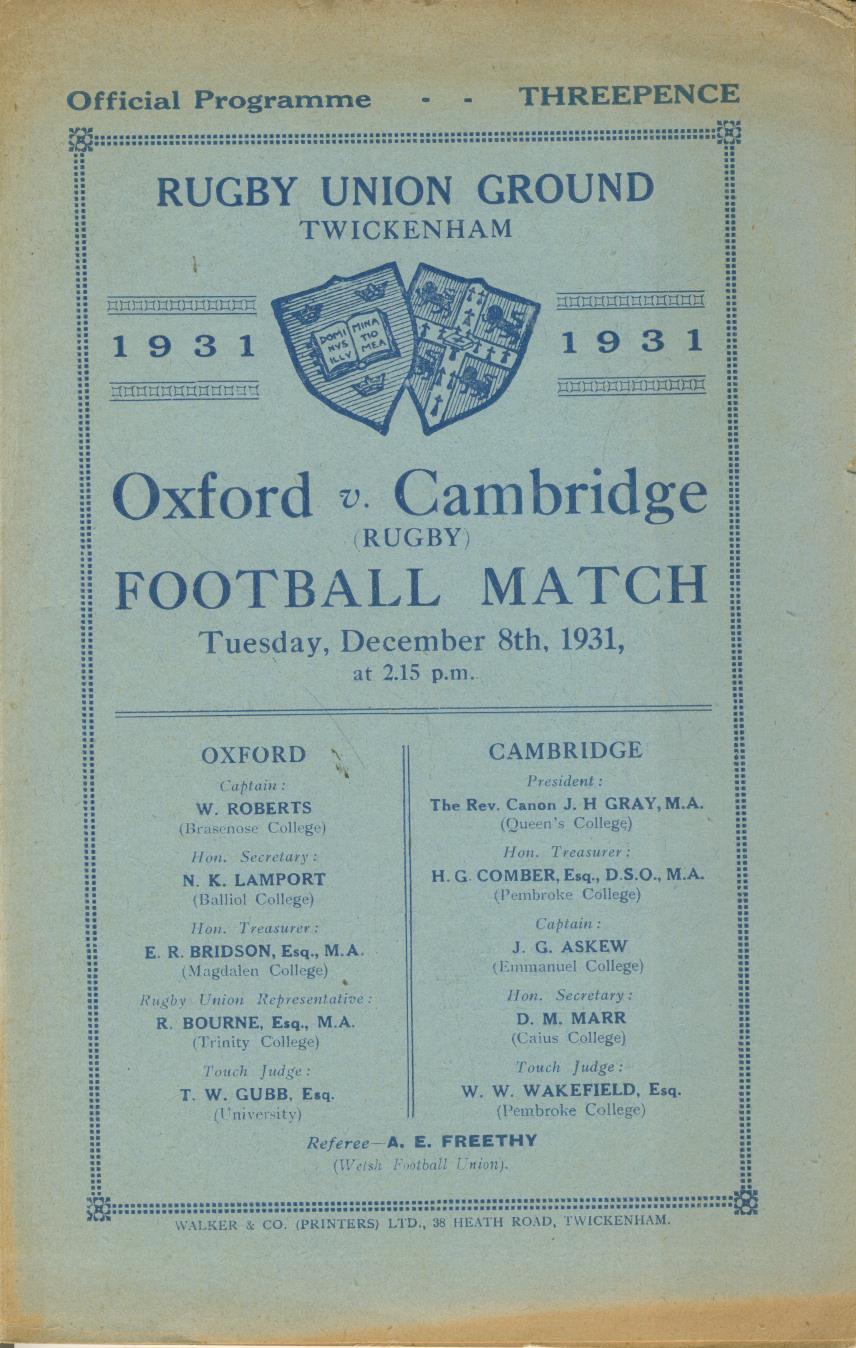 Official Programme - - THREEPENCE
RUGBY UNION GROUND
TWICKENHAM
1931
DOMI MINA
NVS TIO
ILLV MEA
1931
Oxford v. Cambridge
(RUGBY)
FOOTBALL MATCH
Tuesday, December 8th, 1931,
at 2.15 p.m.
OXFORD
Captain:
W. ROBERTS
(Brasenose College)
Hon. Secretary:
N. K. LAMPORT
(Balliol College)
Hon. Treasurer:
E. R. BRIDSON, Esq., M.A.
(Magdalen College)
Rugby Union Representative:
R. BOURNE, Esq., M.A.
(Trinity College)
Touch Judge:
T. W. GUBB, Esq.
(University)
CAMBRIDGE
President:
The Rev. Canon J. H GRAY, M.A.
(Queen's College)
Hon. Treasurer:
H. G. COMBER, Esq., D.S.O., M.A.
(Pembroke College)
Captain:
J. G. ASKEW
(Emmanuel College)
Hon. Secretary:
D. M. MARR
(Caius College)
Touch Judge:
W. W. WAKEFIELD, Esq.
(Pembroke College)
Referee—A. E. FREETHY
(Welsh Football Union).
WALKER & CO. (PRINTERS) LTD., 38 HEATH ROAD, TWICKENHAM.